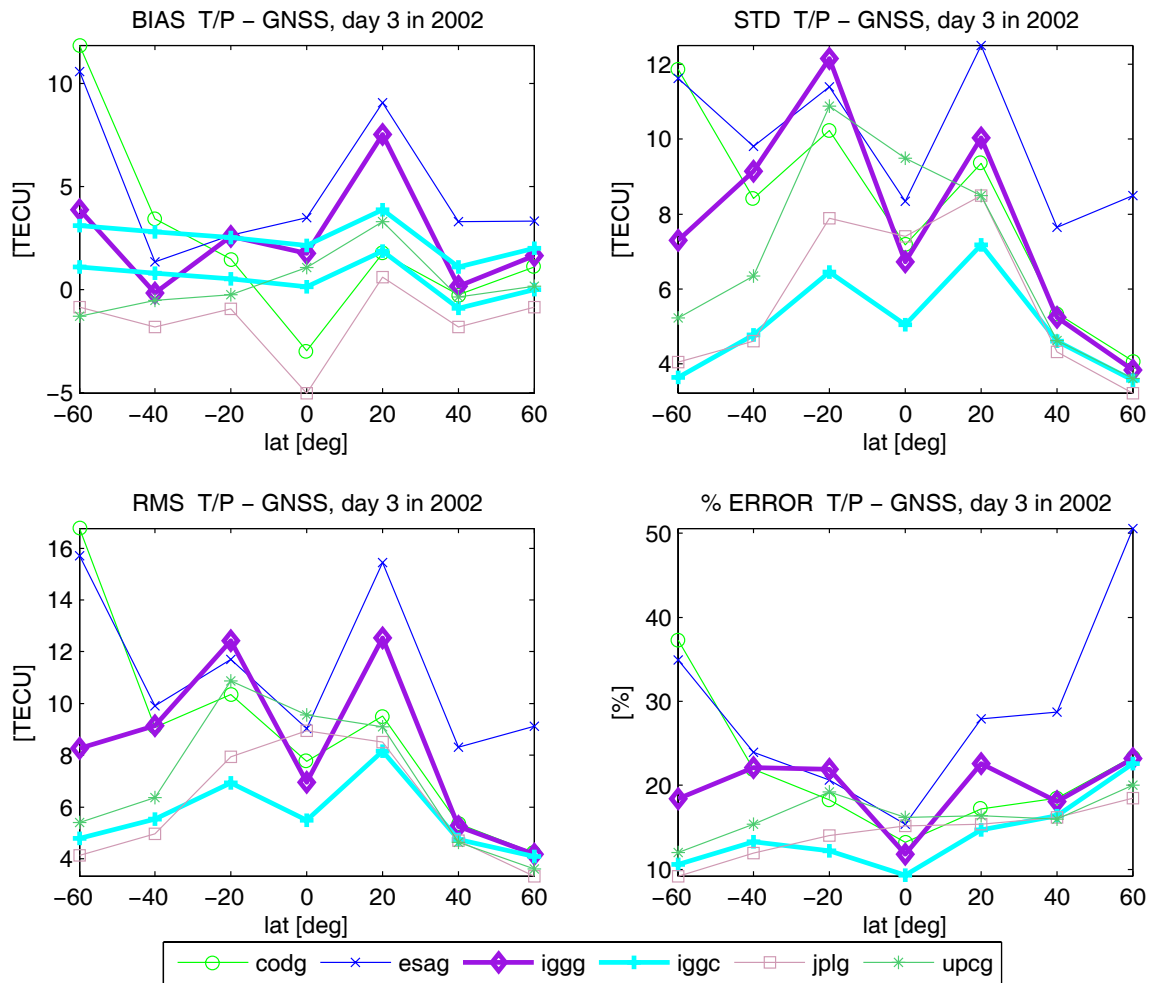 BIAS T/P − GNSS, day 3 in 2002
[TECU]
10
5
0
−5
−60 −40 −20 0 20 40 60
lat [deg]
STD T/P − GNSS, day 3 in 2002
[TECU]
12
10
8
6
4
−60 −40 −20 0 20 40 60
lat [deg]
RMS T/P − GNSS, day 3 in 2002
[TECU]
16
14
12
10
8
6
4
−60 −40 −20 0 20 40 60
lat [deg]
% ERROR T/P − GNSS, day 3 in 2002
[%]
50
40
30
20
10
−60 −40 −20 0 20 40 60
lat [deg]
codg esag iggg iggc jplg upcg